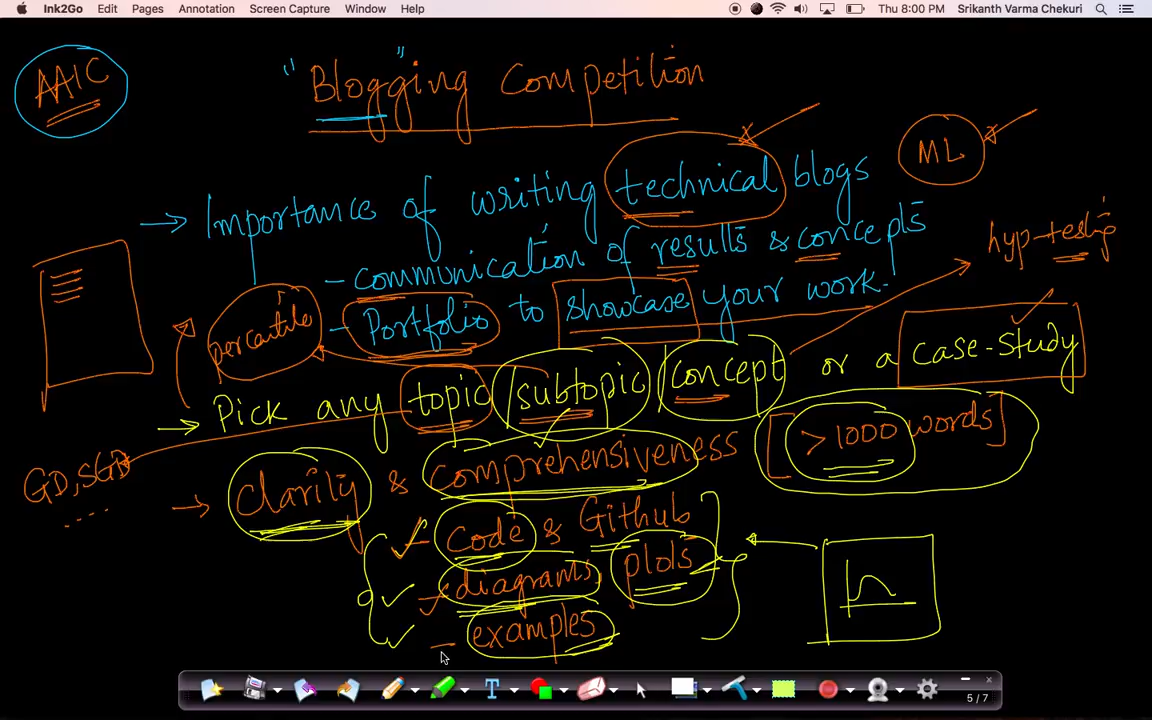 Ink2Go Edit Pages Annotation Screen Capture Window Help Thu 8:00 PM Srikanth Varma Chekuri
AAIC
"Blogging" Competition
ML
→ Importance of writing technical blogs
- communication of results & concepts
hyp-testing
- Portfolio to showcase your work.
percentile
→ Pick any topic/subtopic/concept or a case-study
[>1000 words]
GD, SGD
....
→ clarity & comprehensiveness
- Code & Github
- diagrams, plots
- examples
5 / 7